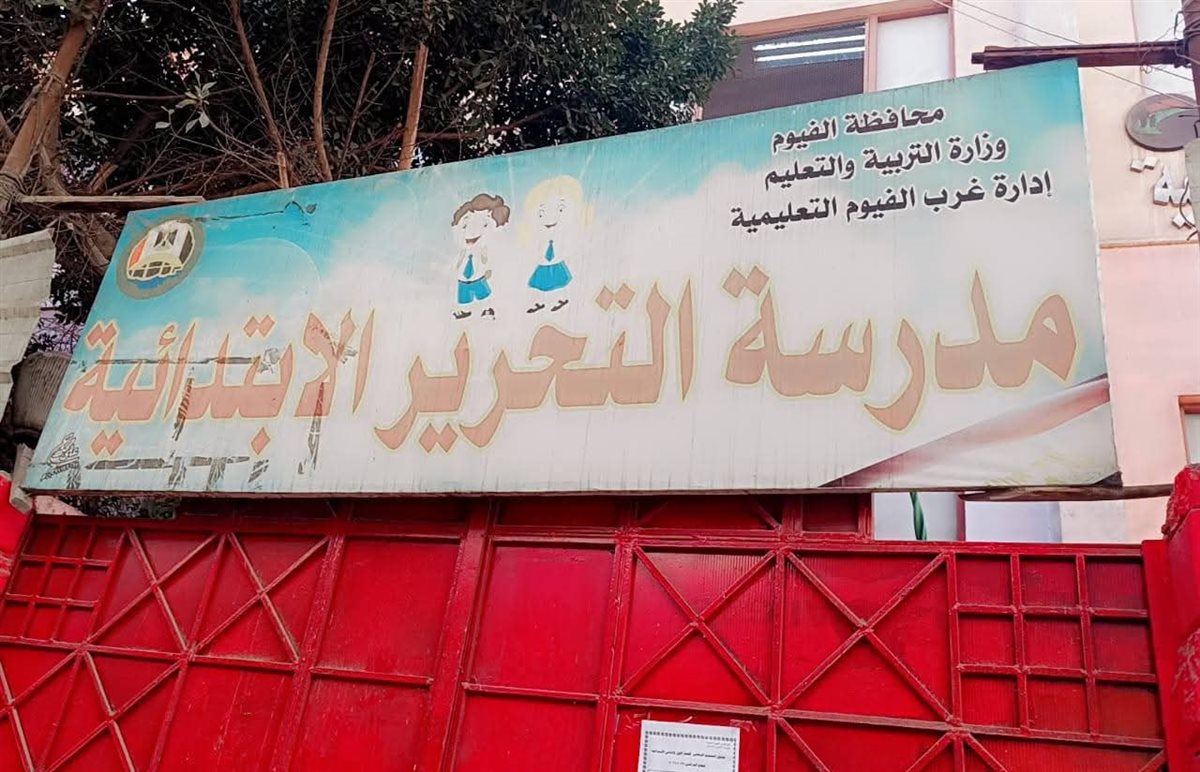 محافظة الفيوم
وزارة التربية والتعليم
إدارة غرب الفيوم التعليمية
مدرسة التحرير الابتدائية